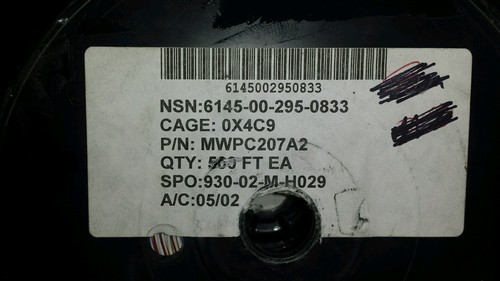 6145002950833
NSN:6145-00-295-0833
CAGE: 0X4C9
P/N: MWPC207A2
QTY: 500 FT EA
SPO:930-02-M-H029
A/C:05/02